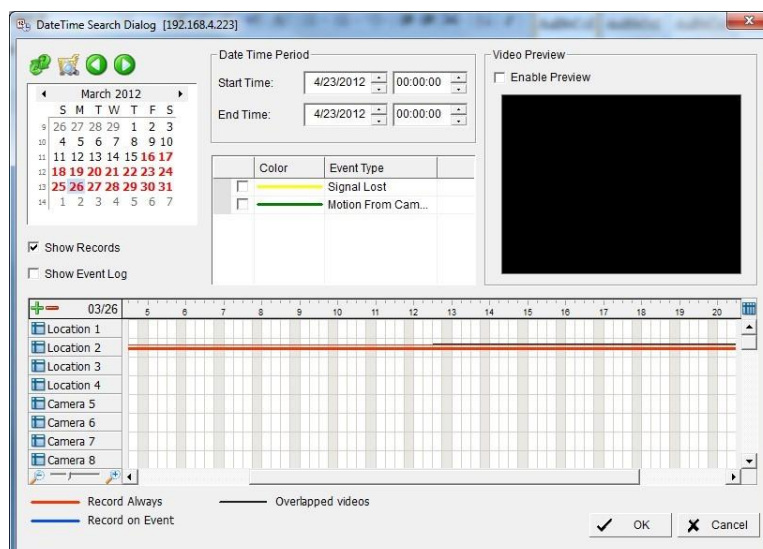 DateTime Search Dialog [192.168.4.223]
March 2012
S M T W T F S
9 26 27 28 29 1 2 3
10 4 5 6 7 8 9 10
11 11 12 13 14 15 16 17
12 18 19 20 21 22 23 24
13 25 26 27 28 29 30 31
14 1 2 3 4 5 6 7
Show Records
Show Event Log
Date Time Period
Start Time: 4/23/2012 00:00:00
End Time: 4/23/2012 00:00:00
Color Event Type
Signal Lost
Motion From Cam...
Video Preview
Enable Preview
03/26 5 6 7 8 9 10 11 12 13 14 15 16 17 18 19 20
Location 1
Location 2
Location 3
Location 4
Camera 5
Camera 6
Camera 7
Camera 8
Record Always
Overlapped videos
Record on Event
OK
Cancel